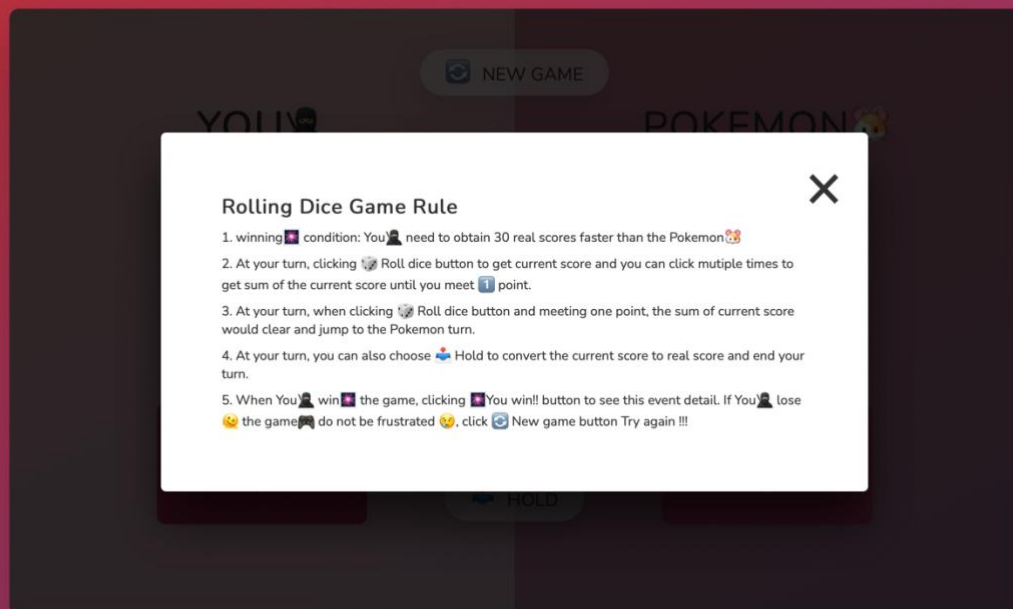 🔄 NEW GAME
YOU🥷
POKEMON🐹
Rolling Dice Game Rule
1. winning🎆 condition: You🥷 need to obtain 30 real scores faster than the Pokemon🐹
2. At your turn, clicking 🎲 Roll dice button to get current score and you can click mutiple times to
get sum of the current score until you meet 1️⃣ point.
3. At your turn, when clicking 🎲 Roll dice button and meeting one point, the sum of current score
would clear and jump to the Pokemon turn.
4. At your turn, you can also choose 📥 Hold to convert the current score to real score and end your
turn.
5. When You🥷 win🎆 the game, clicking 🎆You win!! button to see this event detail. If You🥷 lose
🫠 the game🎮 do not be frustrated 😢, click 🔄 New game button Try again !!!
📥 HOLD